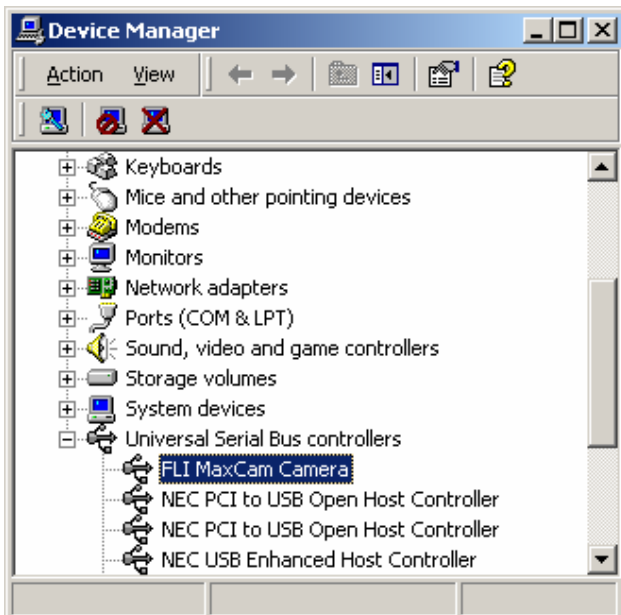 Device Manager
Action View
Keyboards
Mice and other pointing devices
Modems
Monitors
Network adapters
Ports (COM & LPT)
Sound, video and game controllers
Storage volumes
System devices
Universal Serial Bus controllers
FLI MaxCam Camera
NEC PCI to USB Open Host Controller
NEC PCI to USB Open Host Controller
NEC USB Enhanced Host Controller